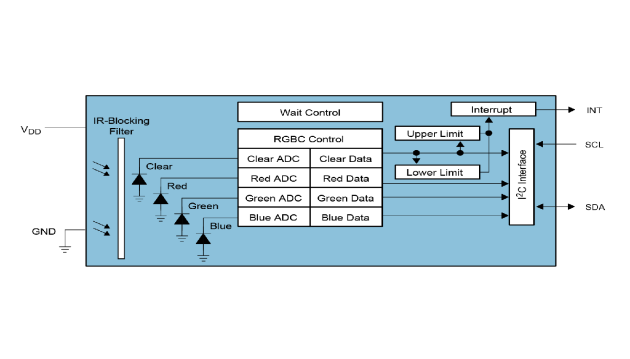 Wait Control
Interrupt
INT
IR-Blocking
Filter
VDD
RGBC Control
Upper Limit
SCL
Clear
Clear ADC
Clear Data
Lower Limit
I²C Interface
Red
Red ADC
Red Data
Green
Green ADC
Green Data
SDA
Blue
Blue ADC
Blue Data
GND